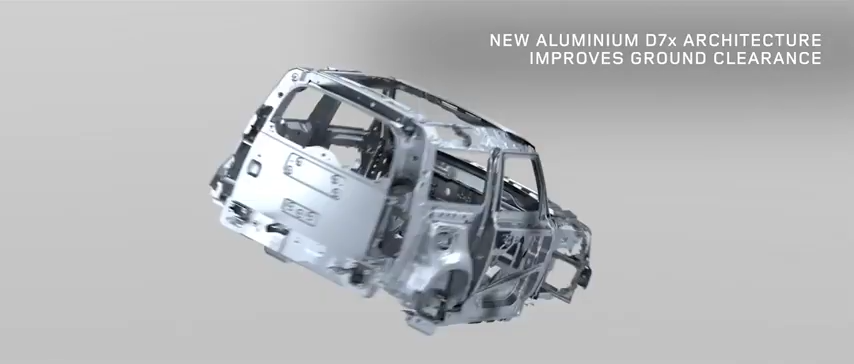 NEW ALUMINIUM D7x ARCHITECTURE
IMPROVES GROUND CLEARANCE